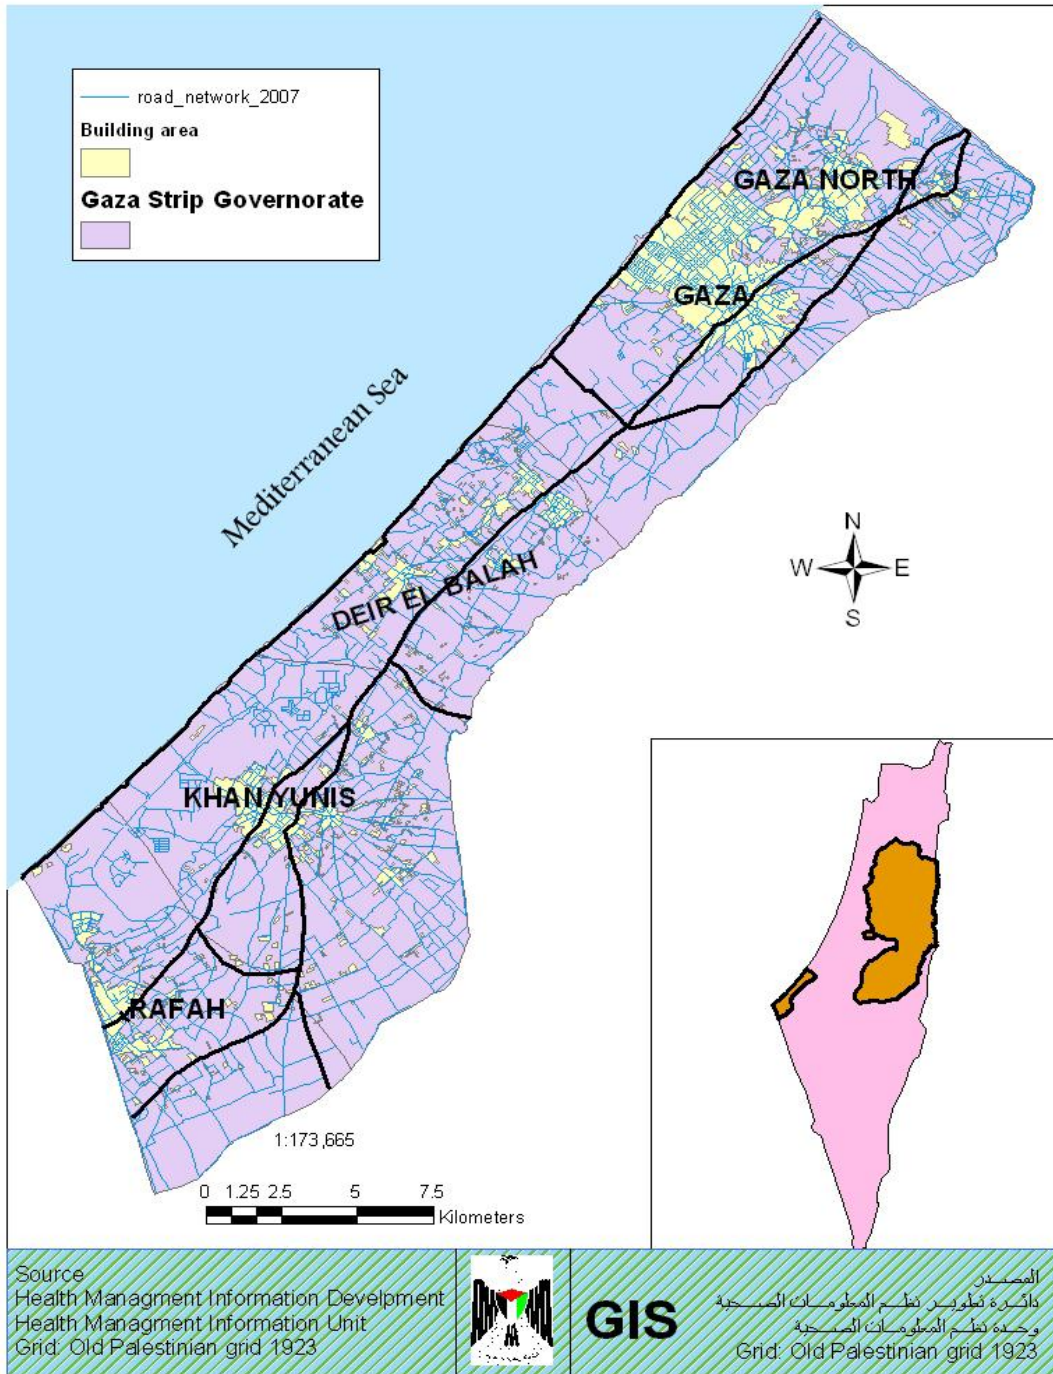 road_network_2007
Building area
Gaza Strip Governorate
GAZA NORTH
GAZA
Mediterranean Sea
N
W E
S
DEIR EL BALAH
KHAN YUNIS
RAFAH
1:173,665
0 1.25 2.5 5 7.5
Kilometers
Source
Health Managment Information Develpment
Health Managment Information Unit
Grid: Old Palestinian grid 1923
GIS
المصدر
دائرة تطوير نظم المعلومات الصحية
وحدة نظم المعلومات الصحية
Grid: Old Palestinian grid 1923